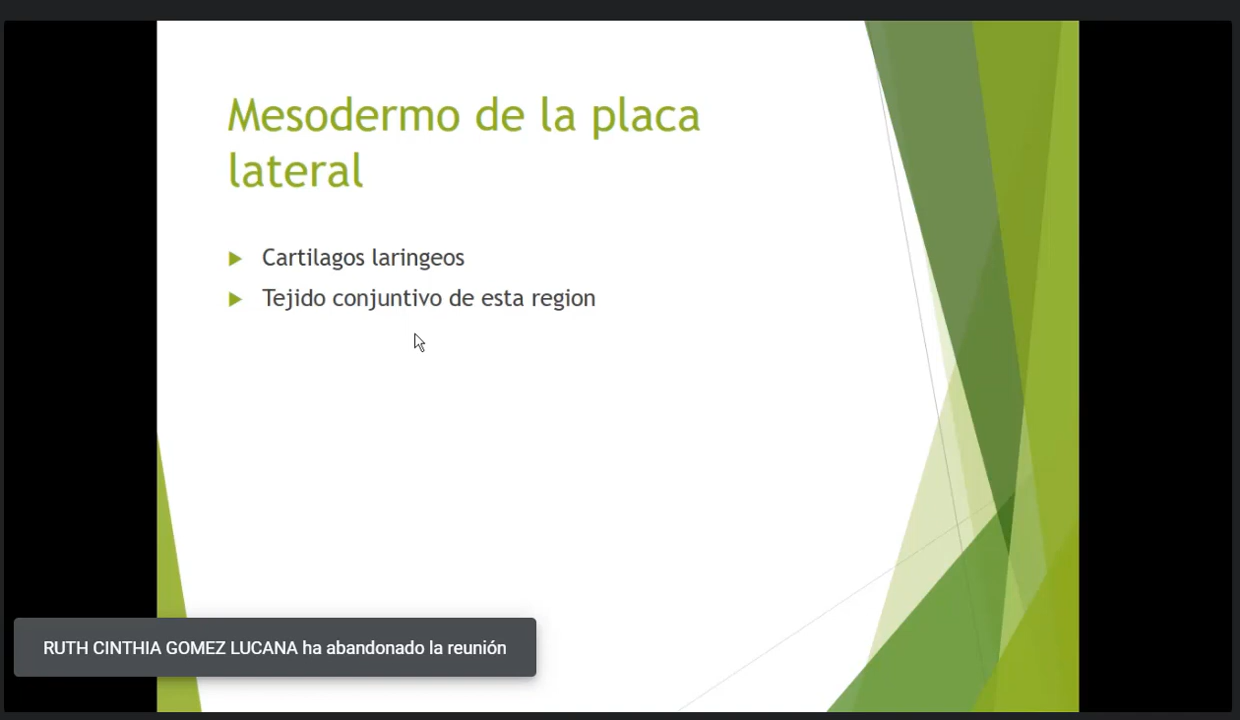 Mesodermo de la placa
lateral
Cartilagos laringeos
Tejido conjuntivo de esta region
RUTH CINTHIA GOMEZ LUCANA ha abandonado la reunión